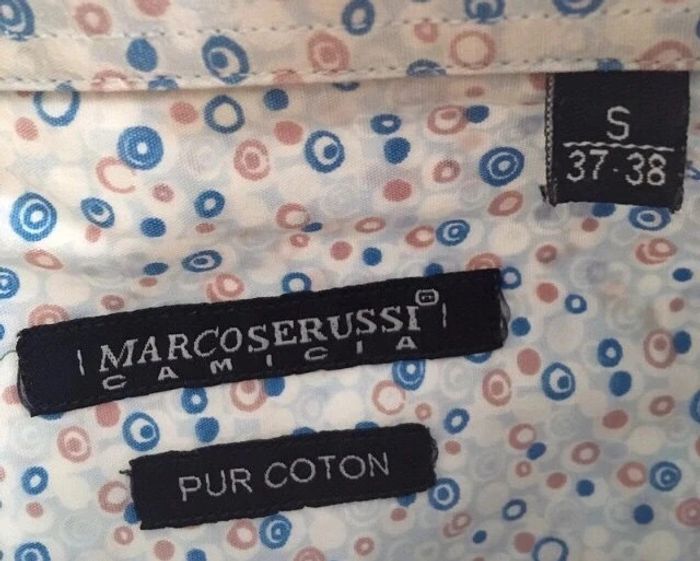 S
37-38
MARCOSERUSSI
CAMICIA
PUR COTON